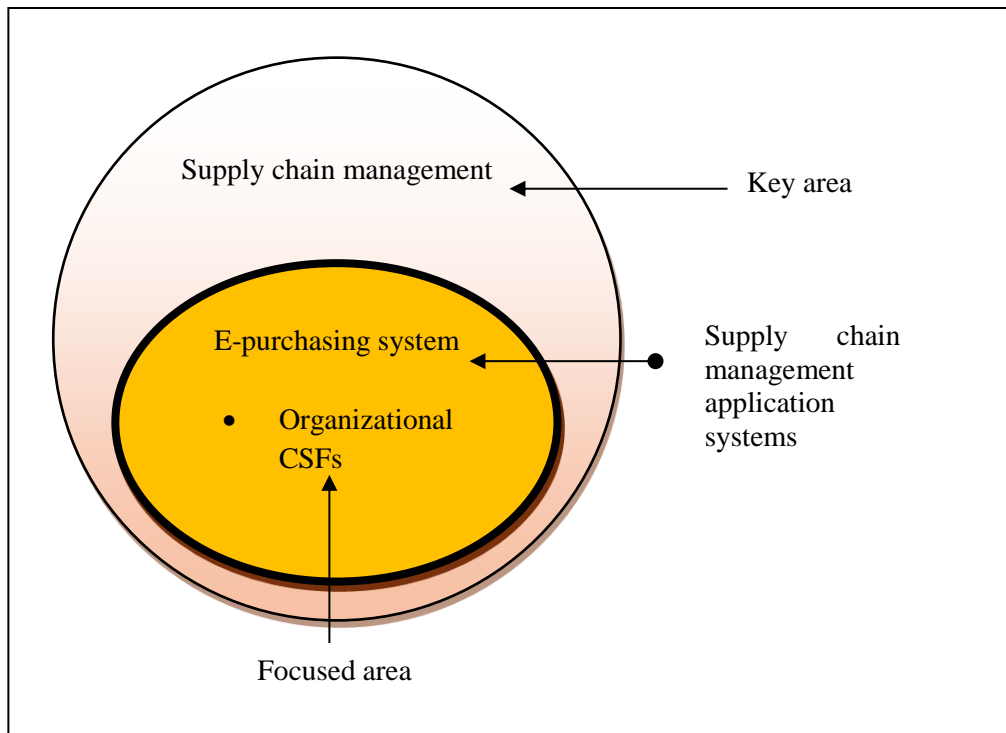 Supply chain management
Key area
E-purchasing system
Supply chain
management
application
systems
• Organizational
CSFs
Focused area